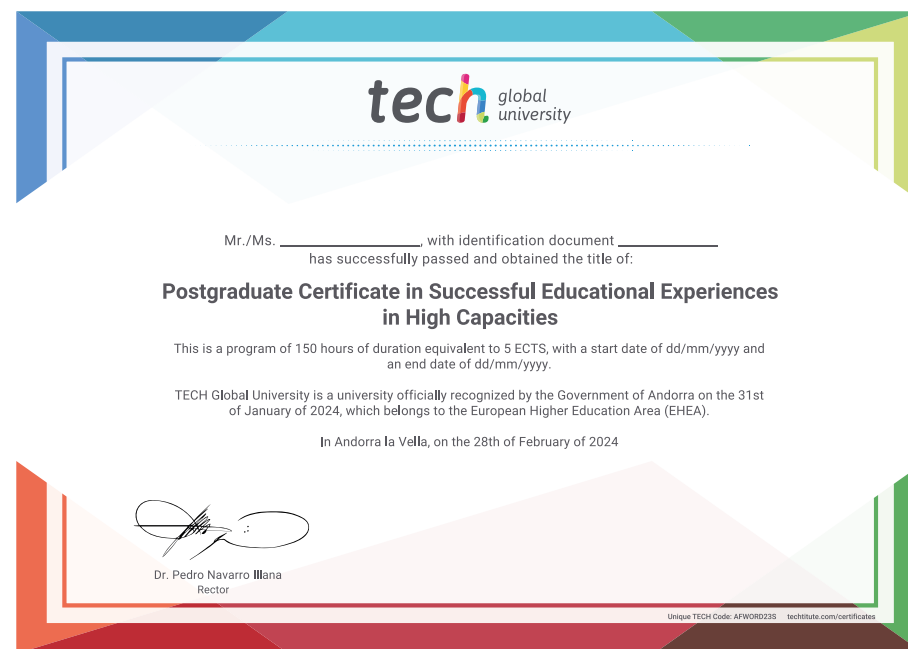 tech global university
Mr./Ms. ____________, with identification document ____________
has successfully passed and obtained the title of:
Postgraduate Certificate in Successful Educational Experiences
in High Capacities
This is a program of 150 hours of duration equivalent to 5 ECTS, with a start date of dd/mm/yyyy and
an end date of dd/mm/yyyy.
TECH Global University is a university officially recognized by the Government of Andorra on the 31st
of January of 2024, which belongs to the European Higher Education Area (EHEA).
In Andorra la Vella, on the 28th of February of 2024
Dr. Pedro Navarro Illana
Rector
Unique TECH Code: AFWORD23S techtitute.com/certificates